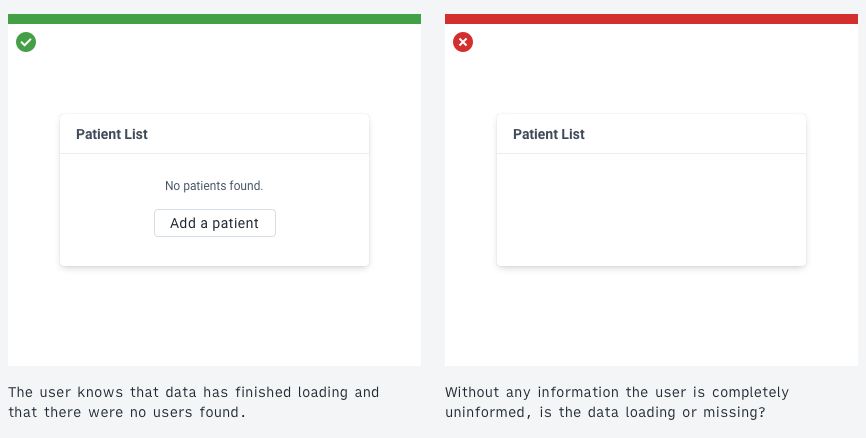 Patient List
No patients found.
Add a patient
The user knows that data has finished loading and
that there were no users found.
Patient List
Without any information the user is completely
uninformed, is the data loading or missing?